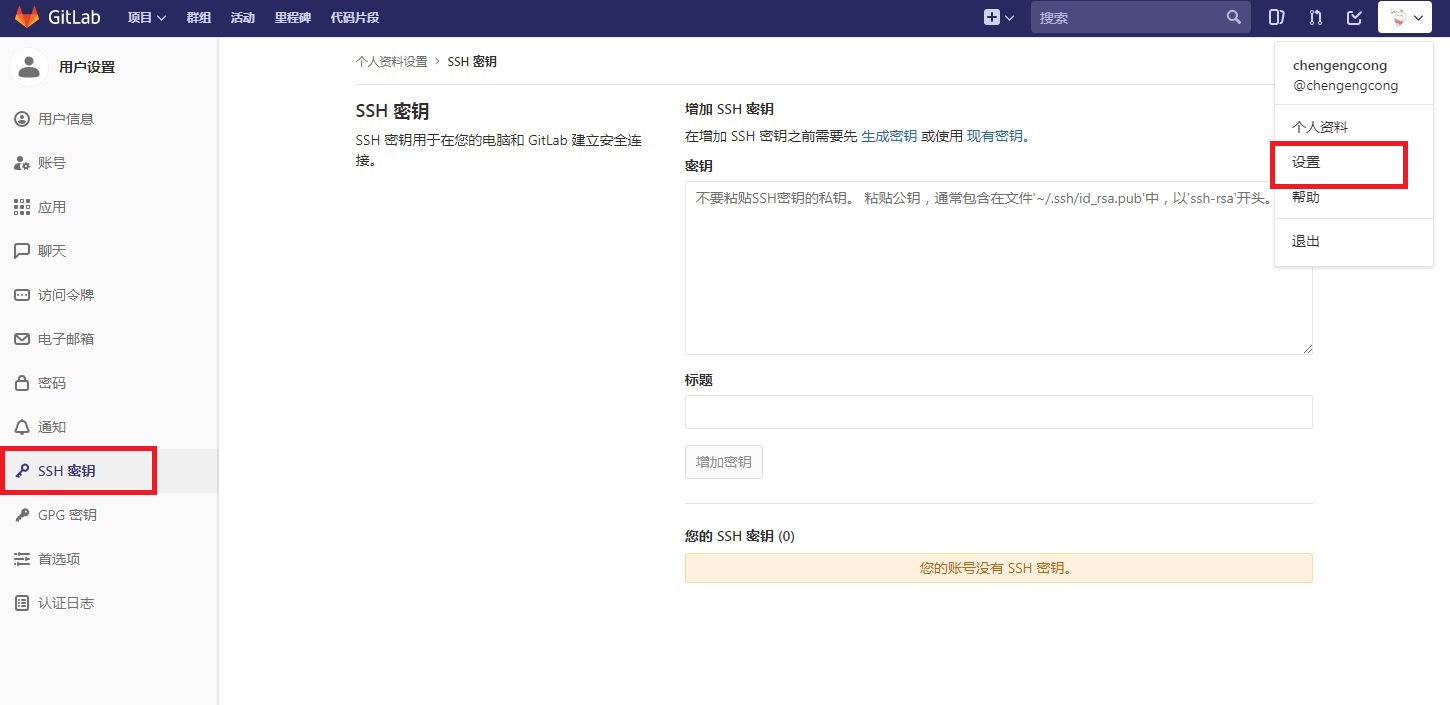 GitLab 项目 群组 活动 里程碑 代码片段 搜索
用户设置
用户信息
账号
应用
聊天
访问令牌
电子邮箱
密码
通知
SSH 密钥
GPG 密钥
首选项
认证日志
个人资料设置 › SSH 密钥
SSH 密钥
SSH 密钥用于在您的电脑和 GitLab 建立安全连
接。
增加 SSH 密钥
在增加 SSH 密钥之前需要先 生成密钥 或使用 现有密钥。
密钥
不要粘贴SSH密钥的私钥。 粘贴公钥，通常包含在文件'~/.ssh/id_rsa.pub'中，以'ssh-rsa'开头。
标题
增加密钥
您的 SSH 密钥 (0)
您的账号没有 SSH 密钥。
chengengcong
@chengengcong
个人资料
设置
帮助
退出